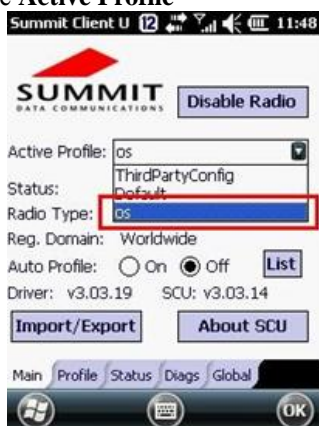 e Active Profile
Summit Client U 12 11:48
SUMMIT
DATA COMMUNICATIONS
Disable Radio
Active Profile: os
ThirdPartyConfig
Status: Default
Radio Type: os
Reg. Domain: Worldwide
Auto Profile: On Off List
Driver: v3.03.19 SCU: v3.03.14
Import/Export About SCU
Main Profile Status Diags Global
OK